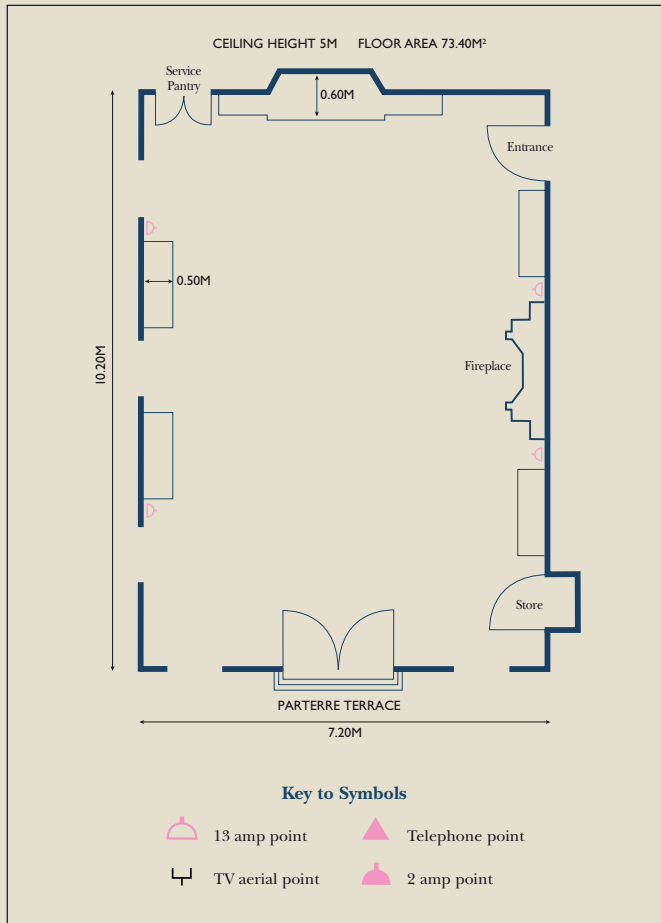 CEILING HEIGHT 5M FLOOR AREA 73.40M²
Service
Pantry
0.60M
Entrance
0.50M
10.20M
Fireplace
Store
PARTERRE TERRACE
7.20M
Key to Symbols
13 amp point
Telephone point
TV aerial point
2 amp point